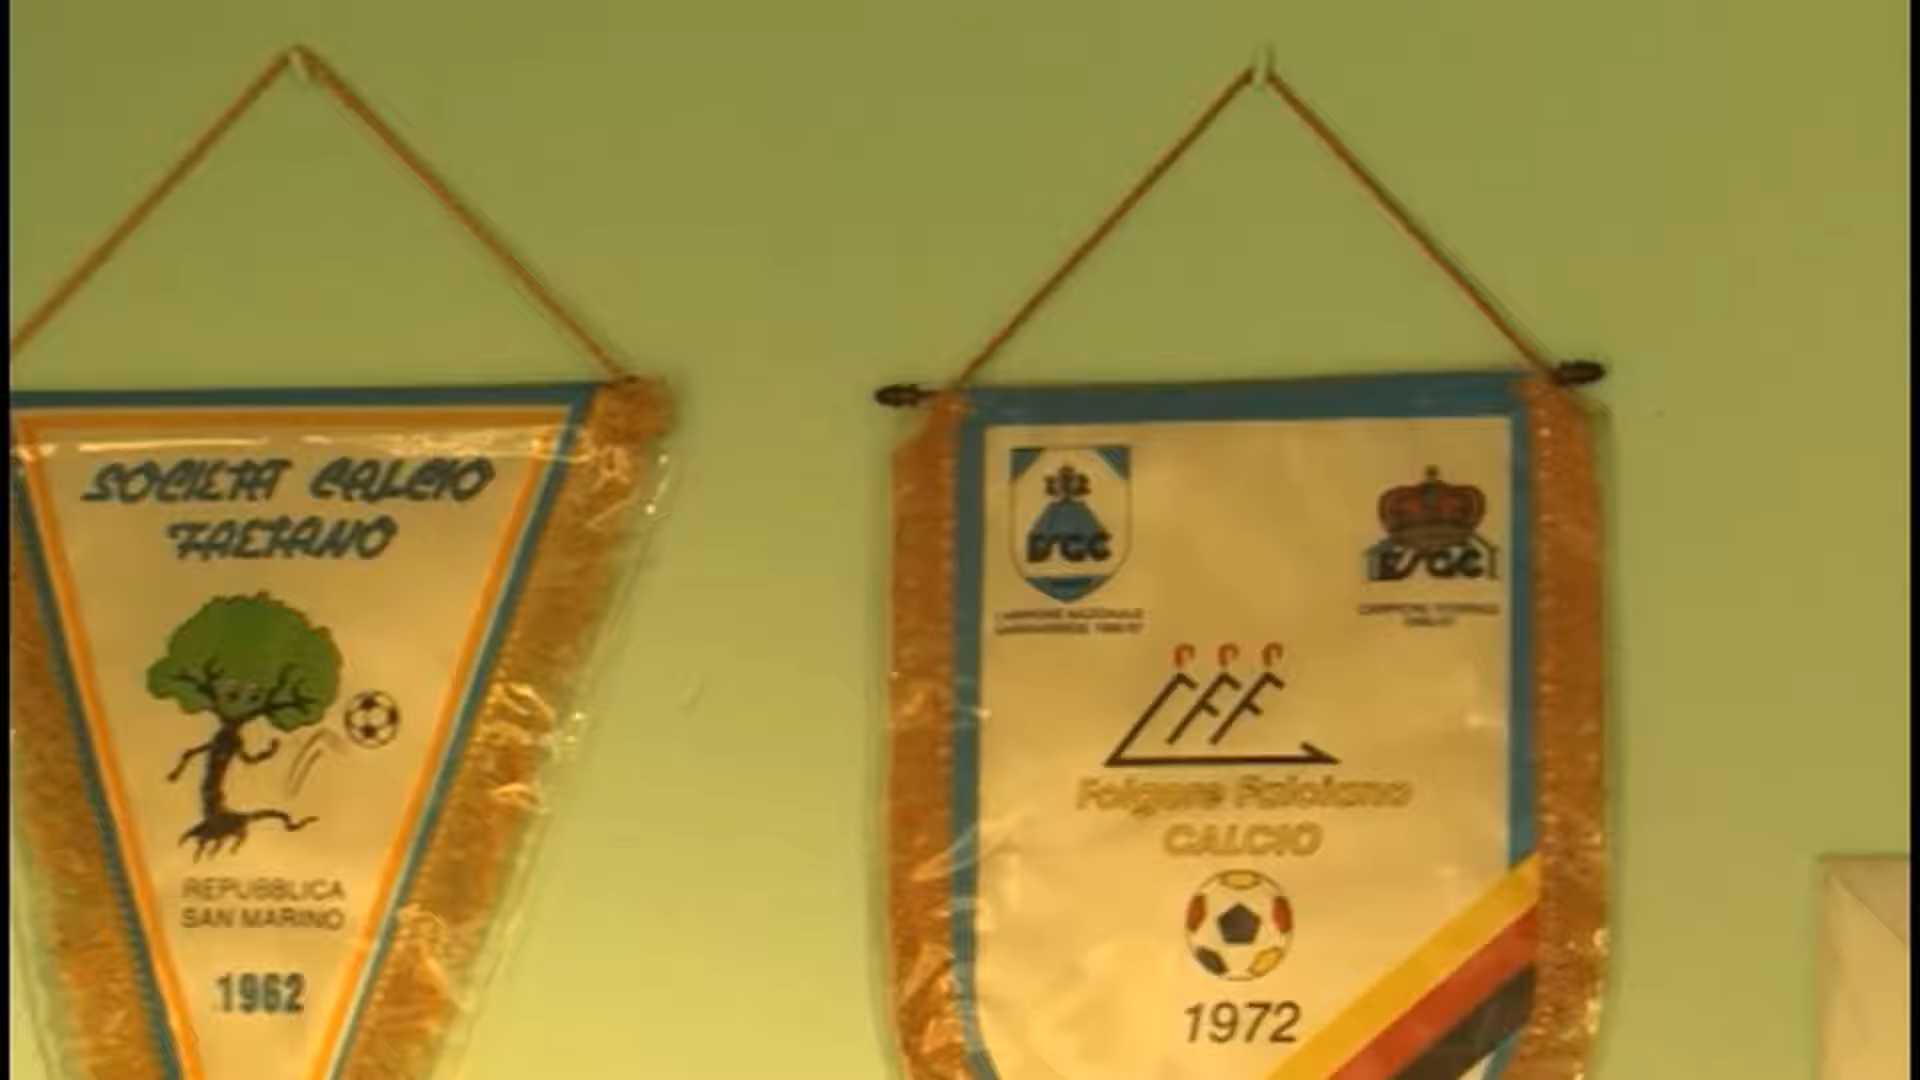 SOCIETA' CALCIO
FAETANO
REPUBBLICA
SAN MARINO
1962
FSGC
FSGC
Folgore Falciano
CALCIO
1972